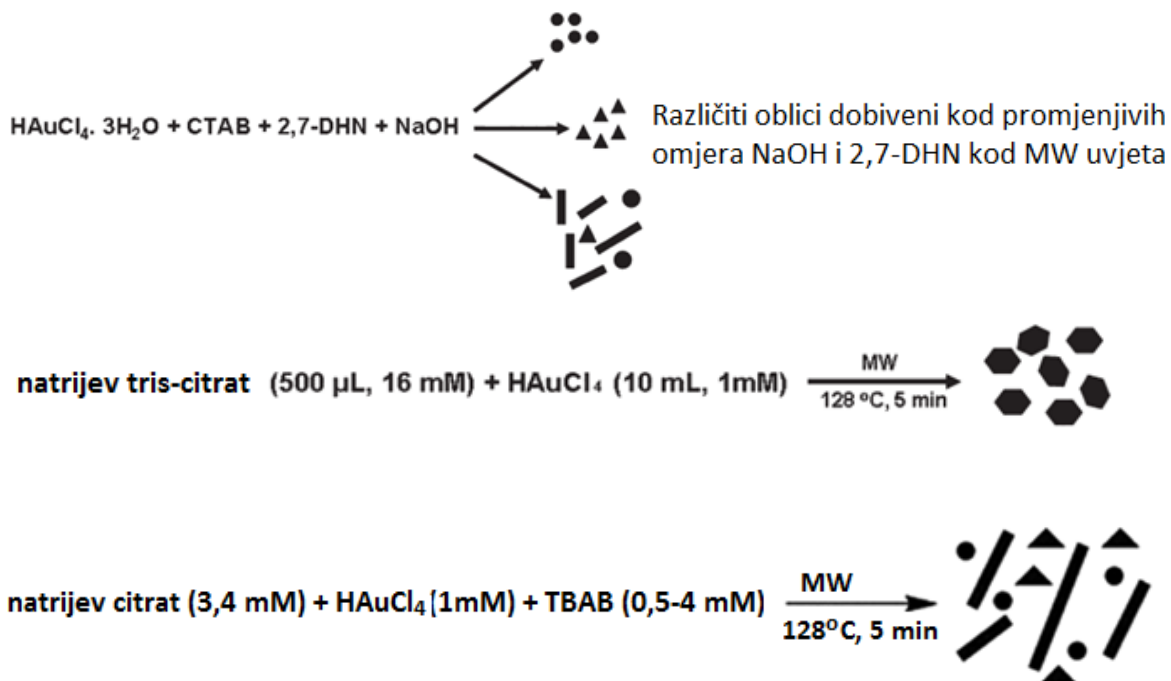 HAuCl₄. 3H₂O + CTAB + 2,7-DHN + NaOH
Različiti oblici dobiveni kod promjenjivih
omjera NaOH i 2,7-DHN kod MW uvjeta
natrijev tris-citrat (500 µL, 16 mM) + HAuCl₄ (10 mL, 1mM)
MW
128 ºC, 5 min
natrijev citrat (3,4 mM) + HAuCl₄ (1mM) + TBAB (0,5-4 mM)
MW
128ºC, 5 min